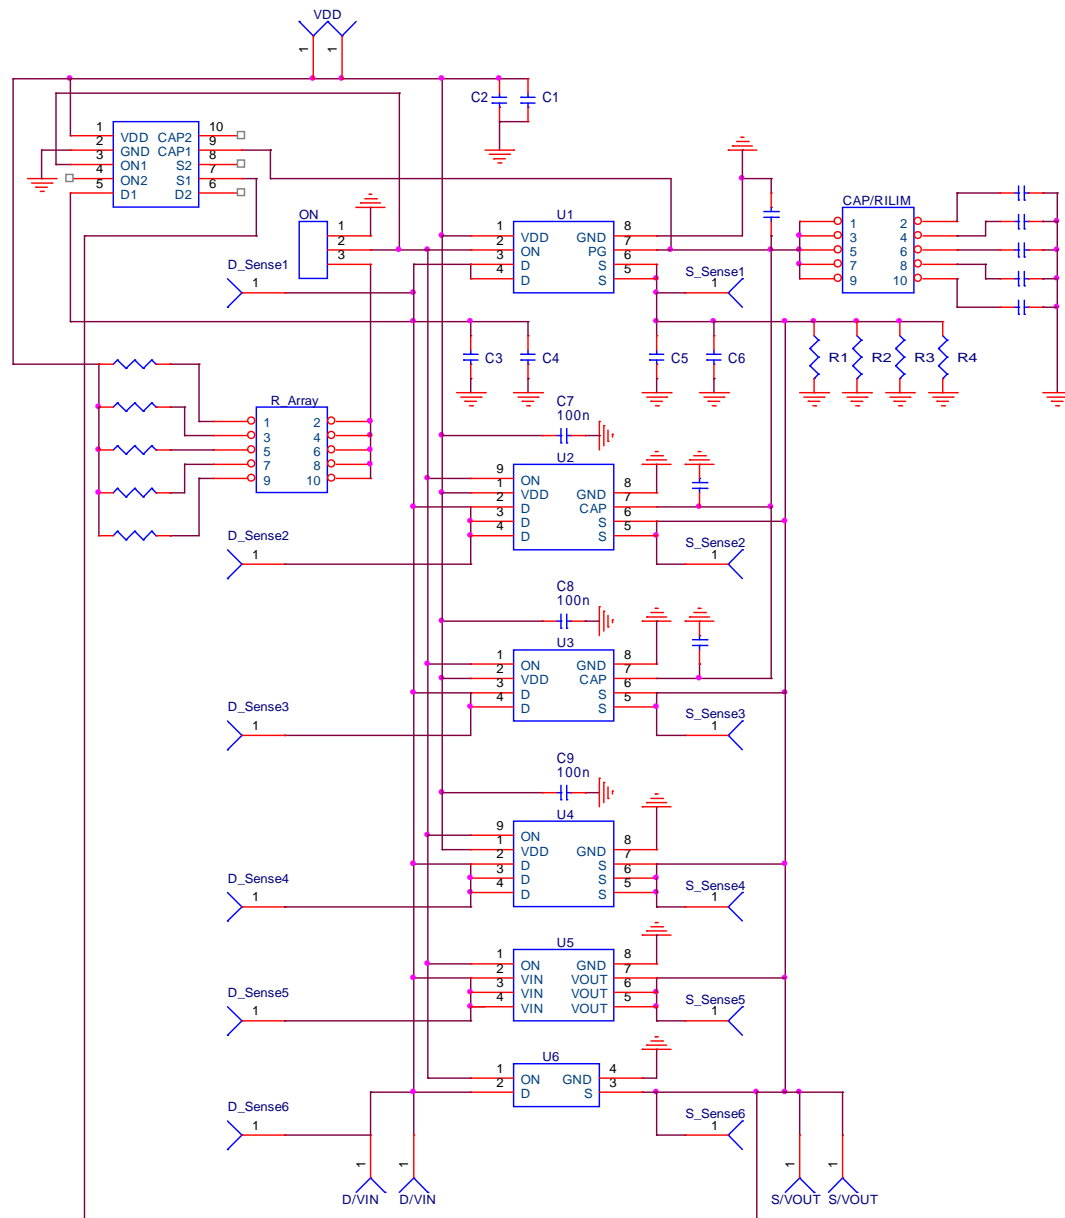 VDD
1 1
C2 C1
1 VDD CAP2 10
2 GND CAP1 9
3 ON1 S2 8
4 ON2 S1 7
5 D1 D2 6
ON
1
2
3
U1
1 VDD GND 8
2 ON PG 7
3 D S 6
4 D S 5
CAP/RILIM
1 2
3 4
5 6
7 8
9 10
D_Sense1
1
S_Sense1
1
C3 C4 C5 C6
R1 R2 R3 R4
R_Array
1 2
3 4
5 6
7 8
9 10
C7
100n
U2
9 ON
1 VDD GND 8
2 D CAP 7
3 D S 6
4 D S 5
D_Sense2
1
S_Sense2
1
C8
100n
U3
1 ON GND 8
2 VDD CAP 7
3 D S 6
4 D S 5
D_Sense3
1
S_Sense3
1
C9
100n
U4
9 ON
1 VDD GND 8
2 D S 7
3 D S 6
4 D S 5
D_Sense4
1
S_Sense4
1
U5
1 ON GND 8
2 VIN VOUT 7
3 VIN VOUT 6
4 VIN VOUT 5
D_Sense5
1
S_Sense5
1
U6
1 ON GND 4
2 D S 3
D_Sense6
1
S_Sense6
1
1 1 1 1
D/VIN D/VIN S/VOUT S/VOUT